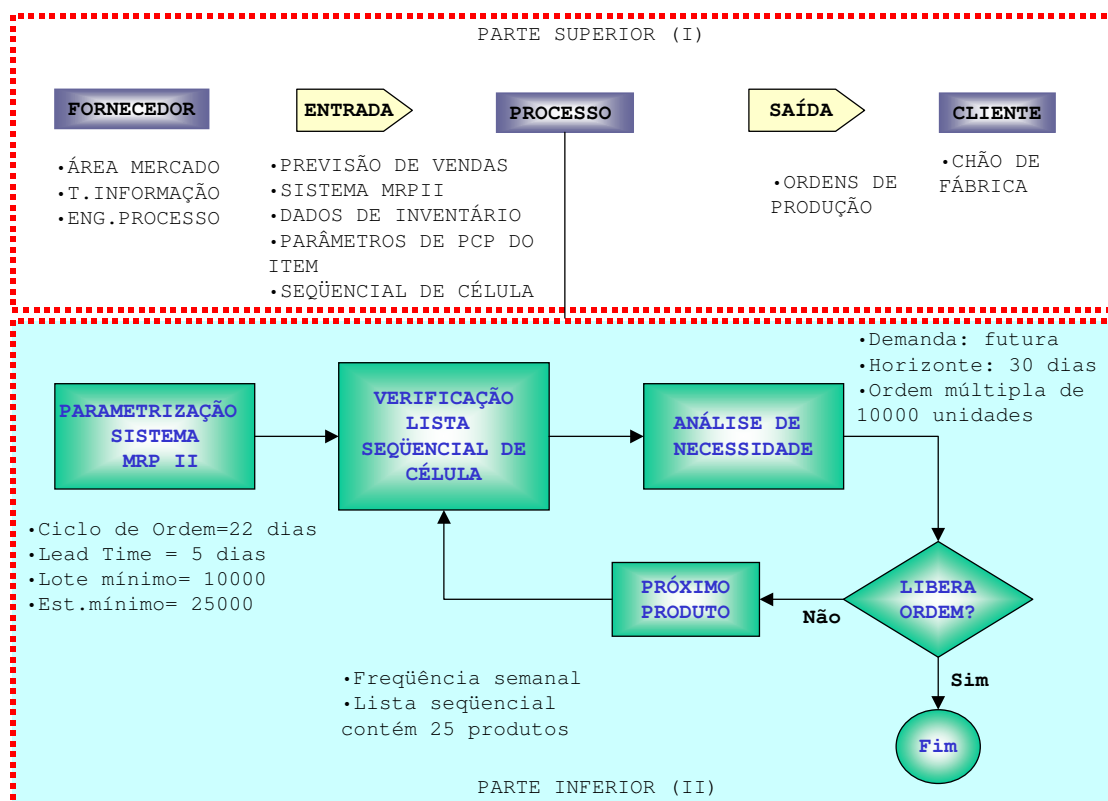 PARTE SUPERIOR (I)
FORNECEDOR
ENTRADA
PROCESSO
SAÍDA
CLIENTE
•ÁREA MERCADO
•T.INFORMAÇÃO
•ENG.PROCESSO
•PREVISÃO DE VENDAS
•SISTEMA MRPII
•DADOS DE INVENTÁRIO
•PARÂMETROS DE PCP DO
ITEM
•SEQÜENCIAL DE CÉLULA
•ORDENS DE
PRODUÇÃO
•CHÃO DE
FÁBRICA
•Demanda: futura
•Horizonte: 30 dias
•Ordem múltipla de
10000 unidades
PARAMETRIZAÇÃO
SISTEMA
MRP II
VERIFICAÇÃO
LISTA
SEQÜENCIAL DE
CÉLULA
ANÁLISE DE
NECESSIDADE
•Ciclo de Ordem=22 dias
•Lead Time = 5 dias
•Lote mínimo= 10000
•Est.mínimo= 25000
PRÓXIMO
PRODUTO
Não
LIBERA
ORDEM?
Sim
•Freqüência semanal
•Lista seqüencial
contém 25 produtos
Fim
PARTE INFERIOR (II)